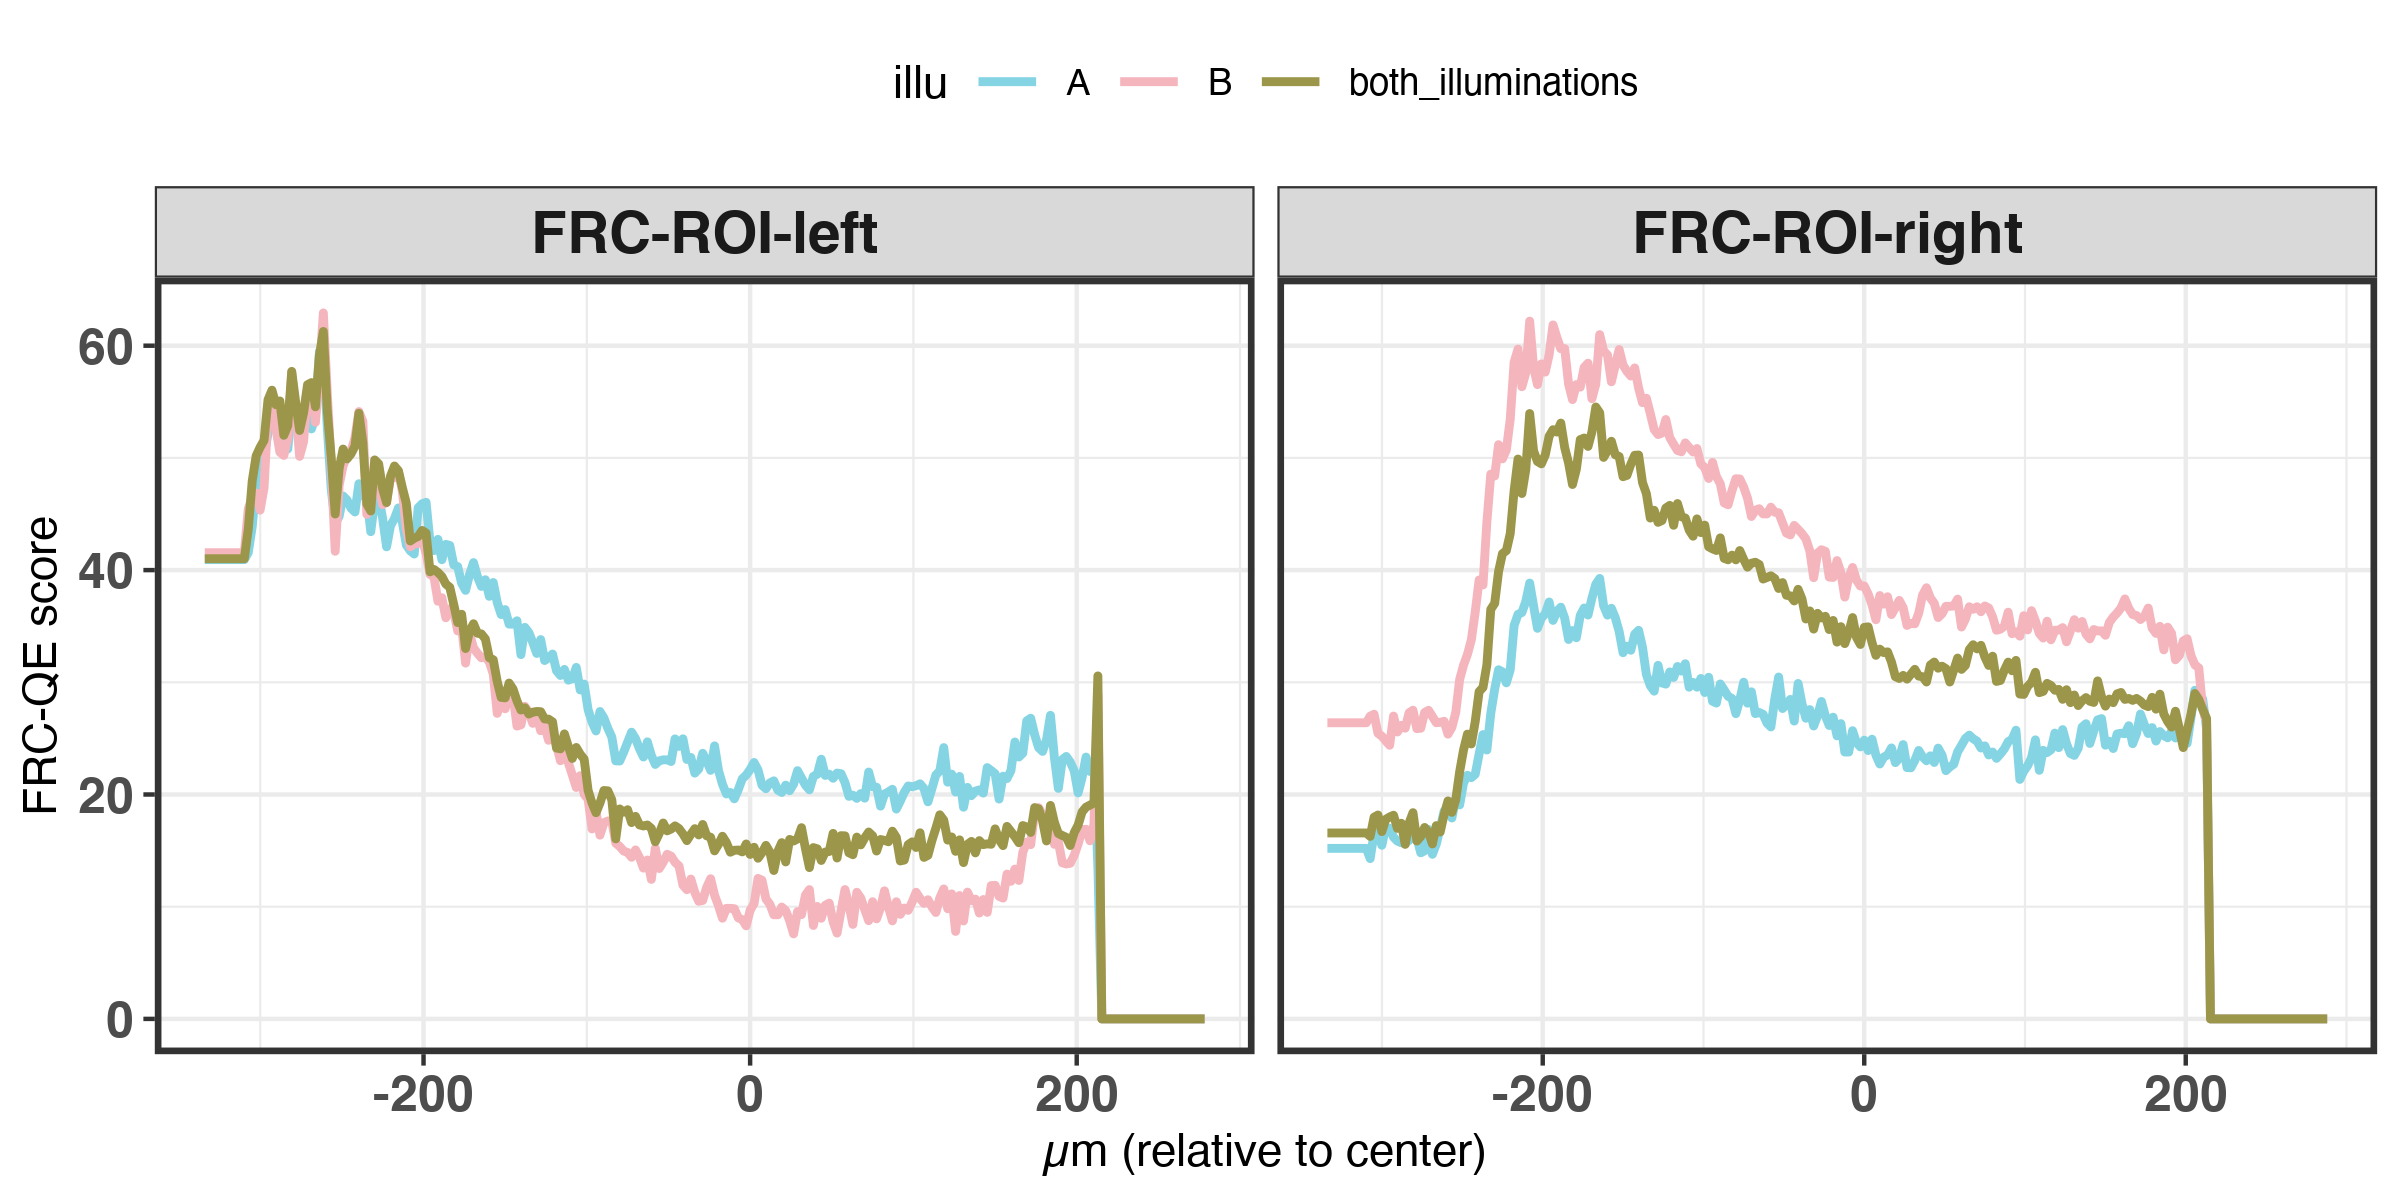 illu A B both_illuminations
FRC-ROI-left FRC-ROI-right
60
40
20
0
FRC-QE score
-200 0 200 -200 0 200
µm (relative to center)